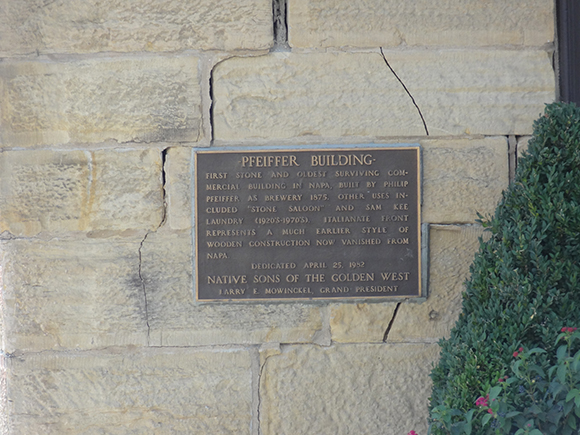 -PFEIFFER BUILDING-
FIRST STONE AND OLDEST SURVIVING COM-
MERCIAL BUILDING IN NAPA. BUILT BY PHILIP
PFEIFFER AS BREWERY 1875. OTHER USES IN-
CLUDED "STONE SALOON" AND SAM KEE
LAUNDRY (1920'S-1970'S). ITALIANATE FRONT
REPRESENTS A MUCH EARLIER STYLE OF
WOODEN CONSTRUCTION NOW VANISHED FROM
NAPA.
DEDICATED APRIL 25, 1987
NATIVE SONS OF THE GOLDEN WEST
LARRY E. MOWINCKEL, GRAND PRESIDENT